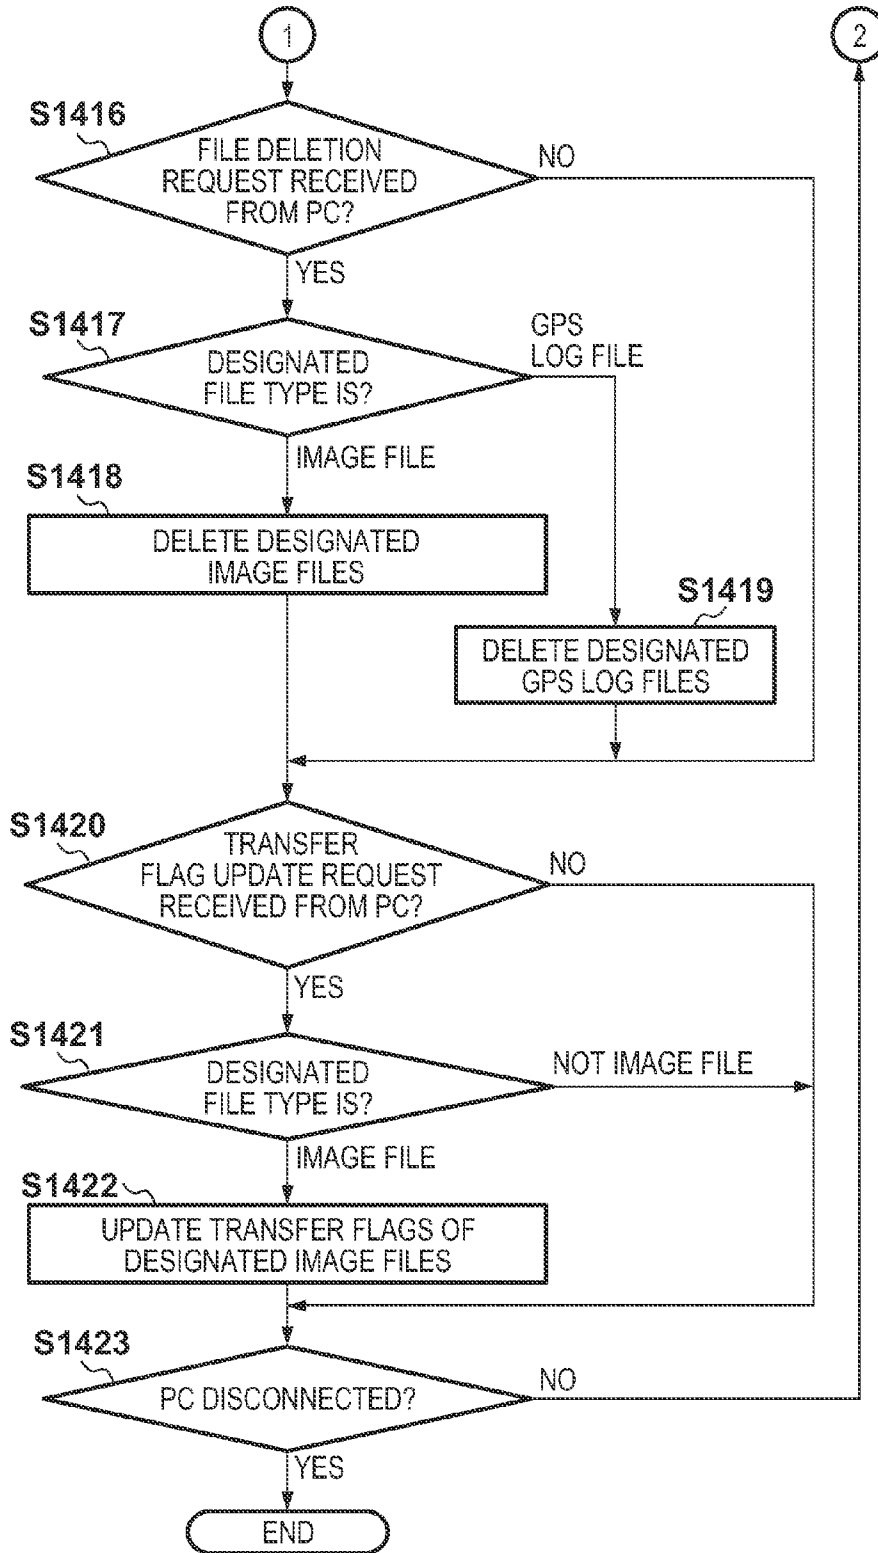 1
2
S1416
FILE DELETION
REQUEST RECEIVED
FROM PC?
NO
YES
S1417
DESIGNATED
FILE TYPE IS?
GPS
LOG FILE
IMAGE FILE
S1418
DELETE DESIGNATED
IMAGE FILES
S1419
DELETE DESIGNATED
GPS LOG FILES
S1420
TRANSFER
FLAG UPDATE REQUEST
RECEIVED FROM PC?
NO
YES
S1421
DESIGNATED
FILE TYPE IS?
NOT IMAGE FILE
IMAGE FILE
S1422
UPDATE TRANSFER FLAGS OF
DESIGNATED IMAGE FILES
S1423
PC DISCONNECTED?
NO
YES
END